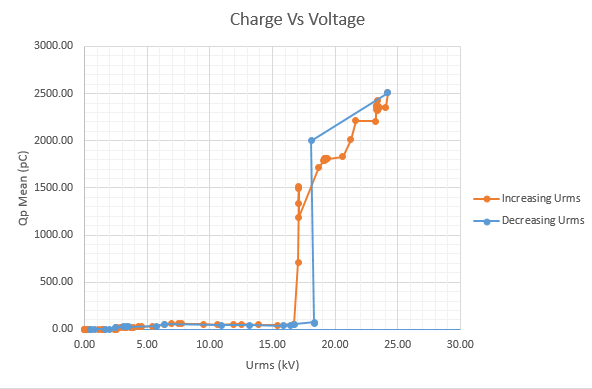 Charge Vs Voltage
3000.00
2500.00
2000.00
1500.00
1000.00
500.00
0.00
Qp Mean (pC)
0.00 5.00 10.00 15.00 20.00 25.00 30.00
Urms (kV)
Increasing Urms
Decreasing Urms